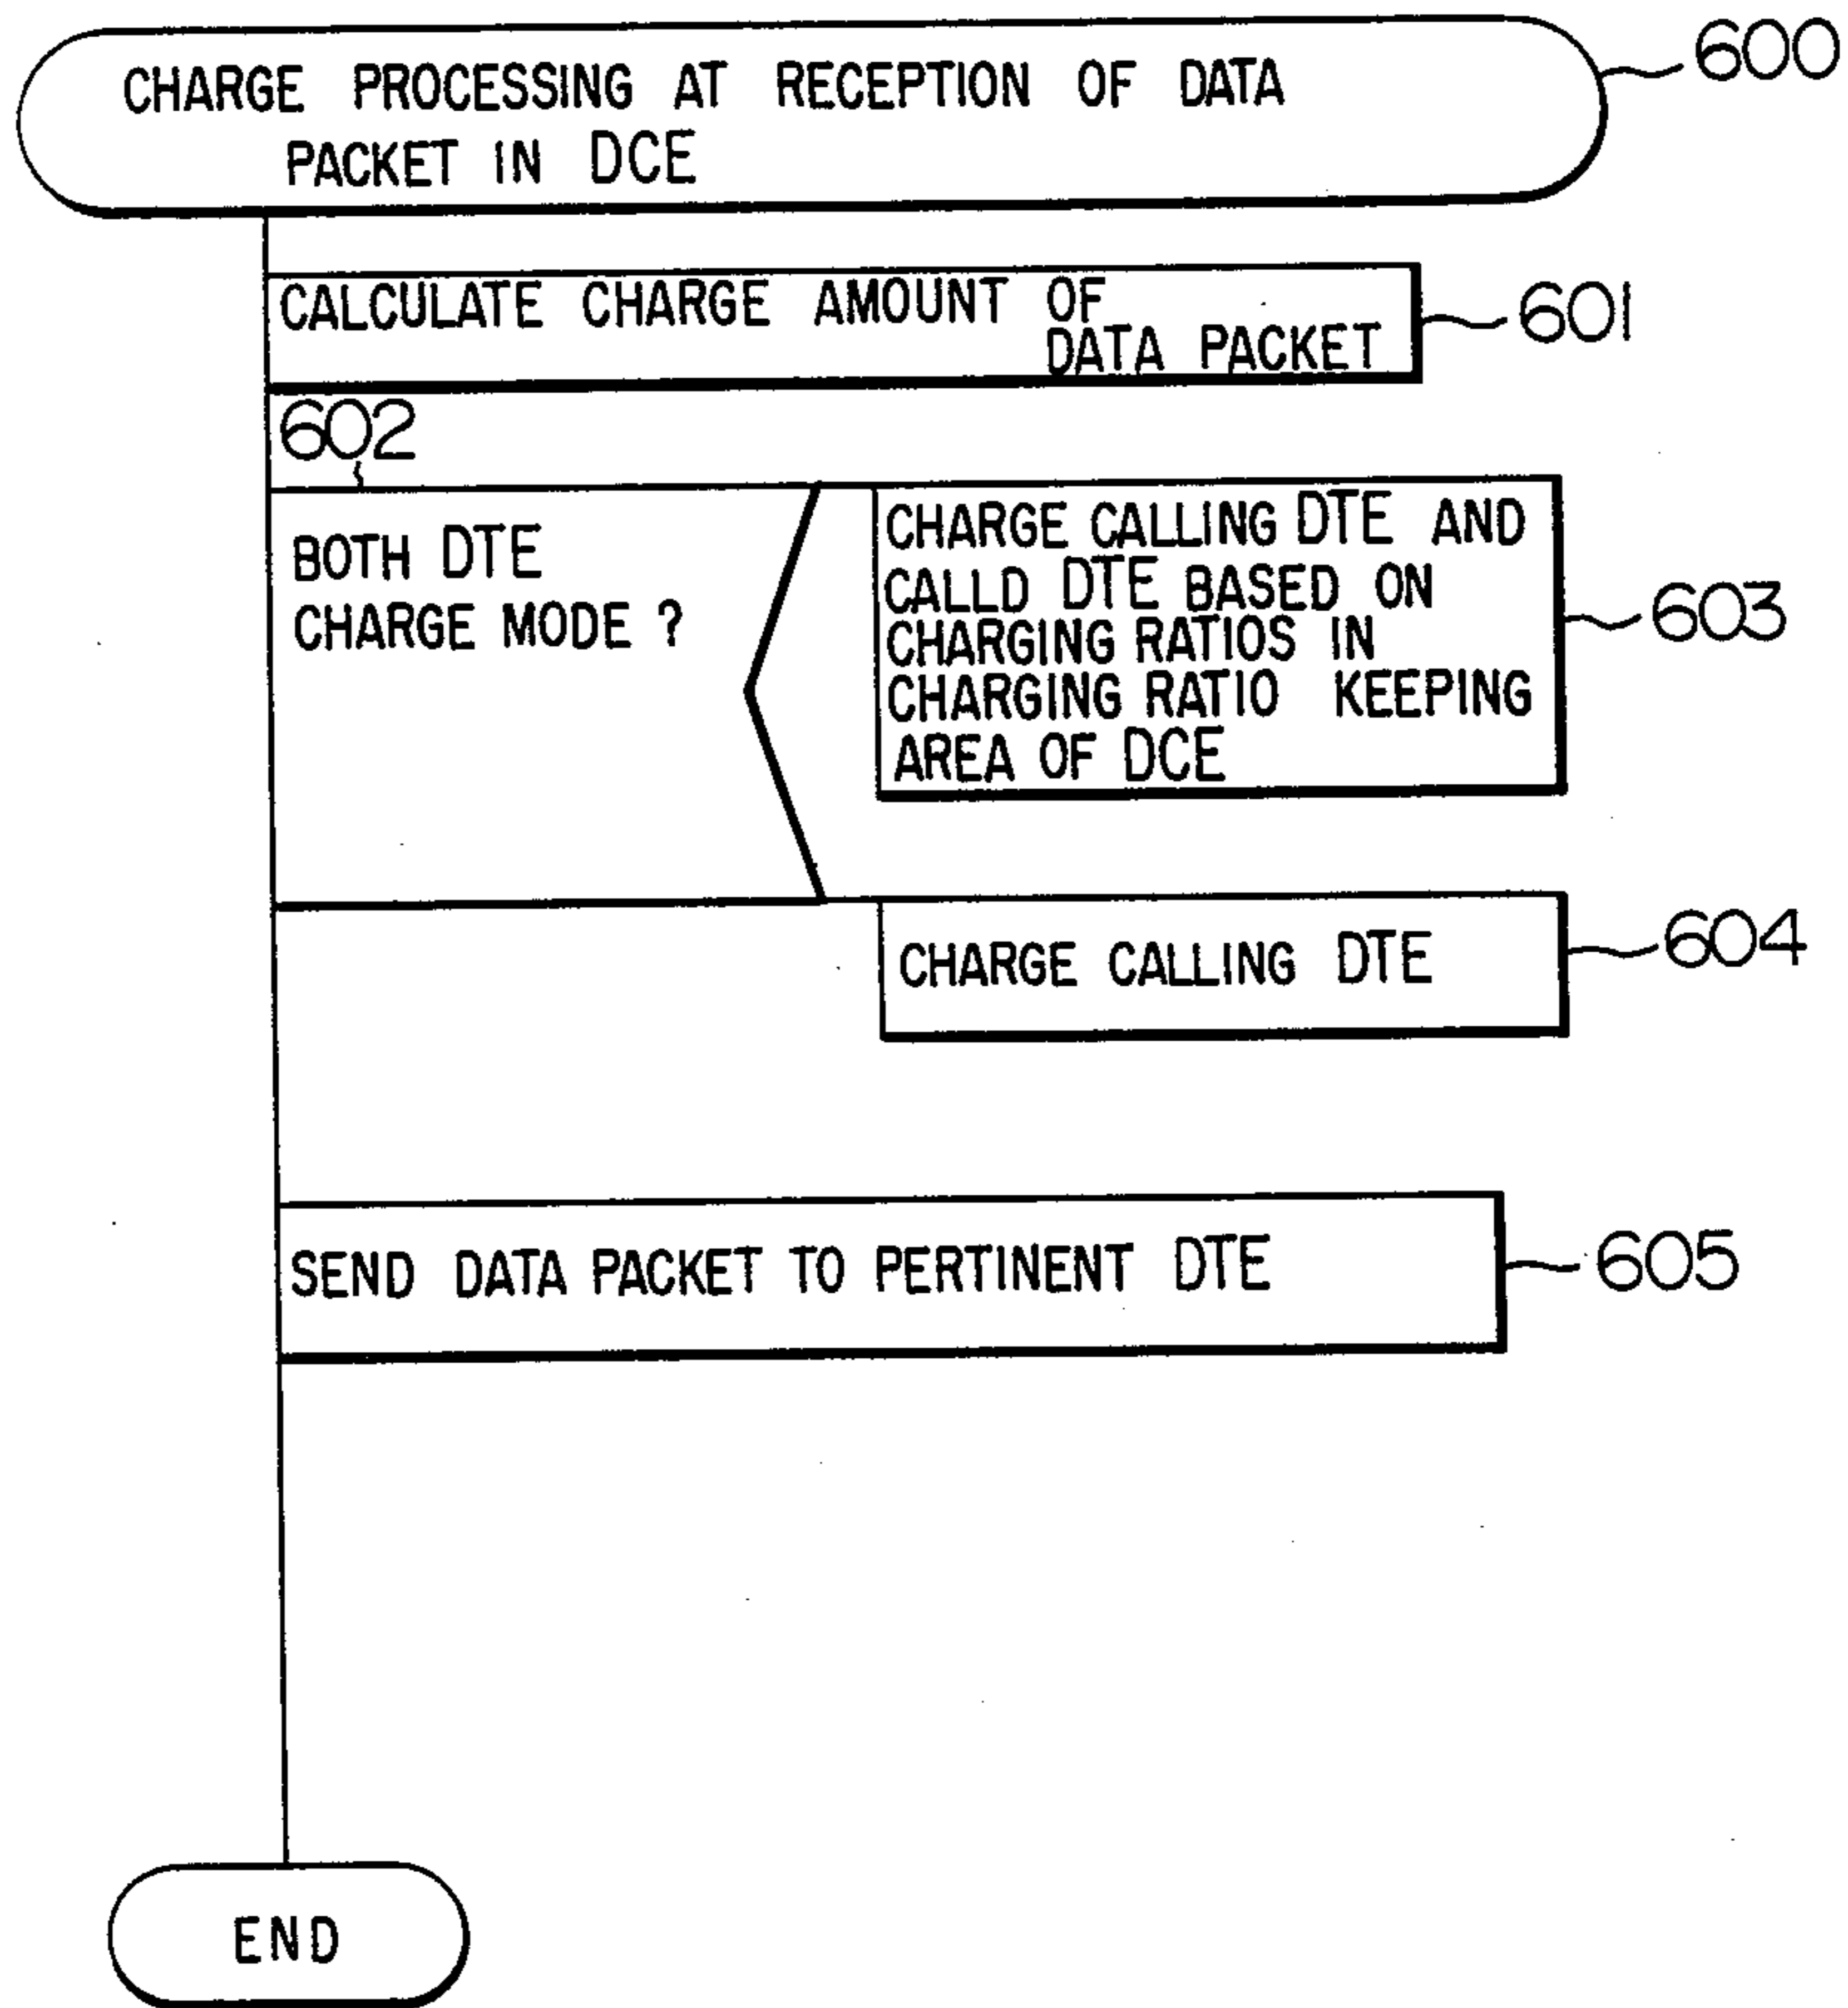 CHARGE PROCESSING AT RECEPTION OF DATA
PACKET IN DCE
600
CALCULATE CHARGE AMOUNT OF
DATA PACKET
601
602
BOTH DTE
CHARGE MODE ?
CHARGE CALLING DTE AND
CALLD DTE BASED ON
CHARGING RATIOS IN
CHARGING RATIO KEEPING
AREA OF DCE
603
CHARGE CALLING DTE
604
SEND DATA PACKET TO PERTINENT DTE
605
END